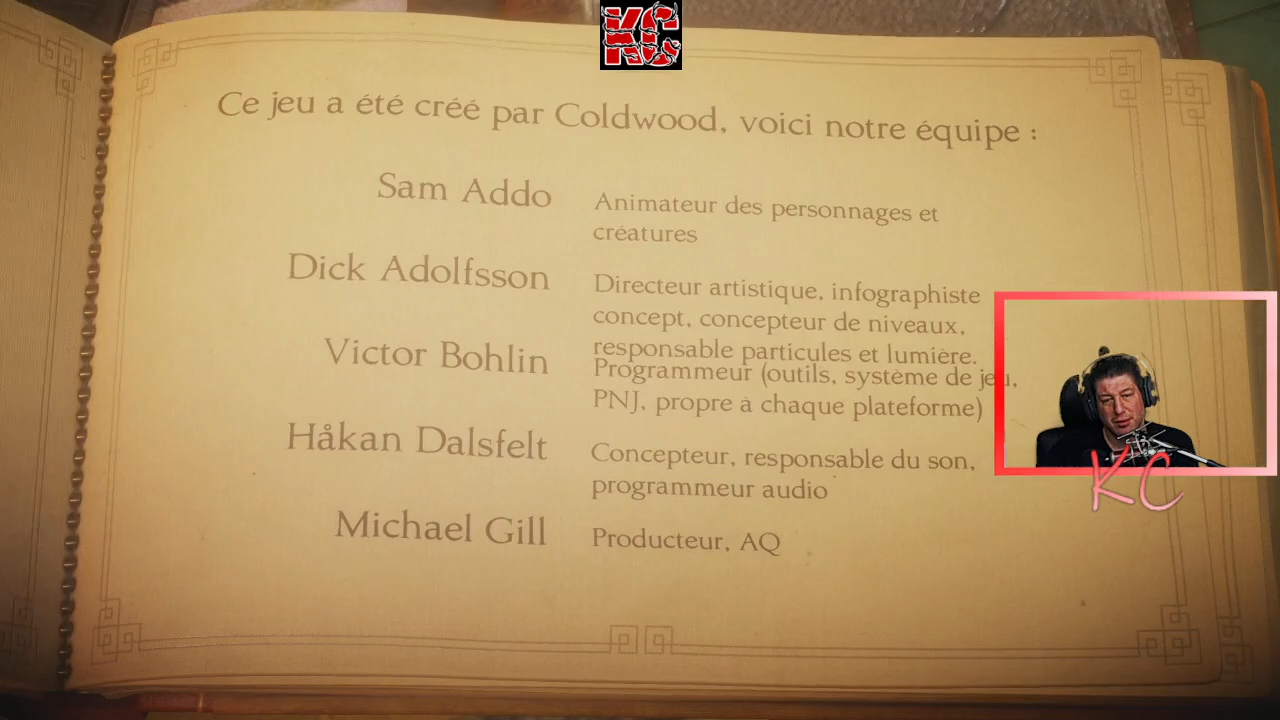 KC
Ce jeu a été créé par Coldwood, voici notre équipe :
Sam Addo
Animateur des personnages et
créatures
Dick Adolfsson
Directeur artistique, infographiste
concept, concepteur de niveaux,
responsable particules et lumière.
Victor Bohlin
Programmeur (outils, système de jeu,
PNJ, propre à chaque plateforme)
Håkan Dalsfelt
Concepteur, responsable du son,
programmeur audio
Michael Gill
Producteur, AQ
KC